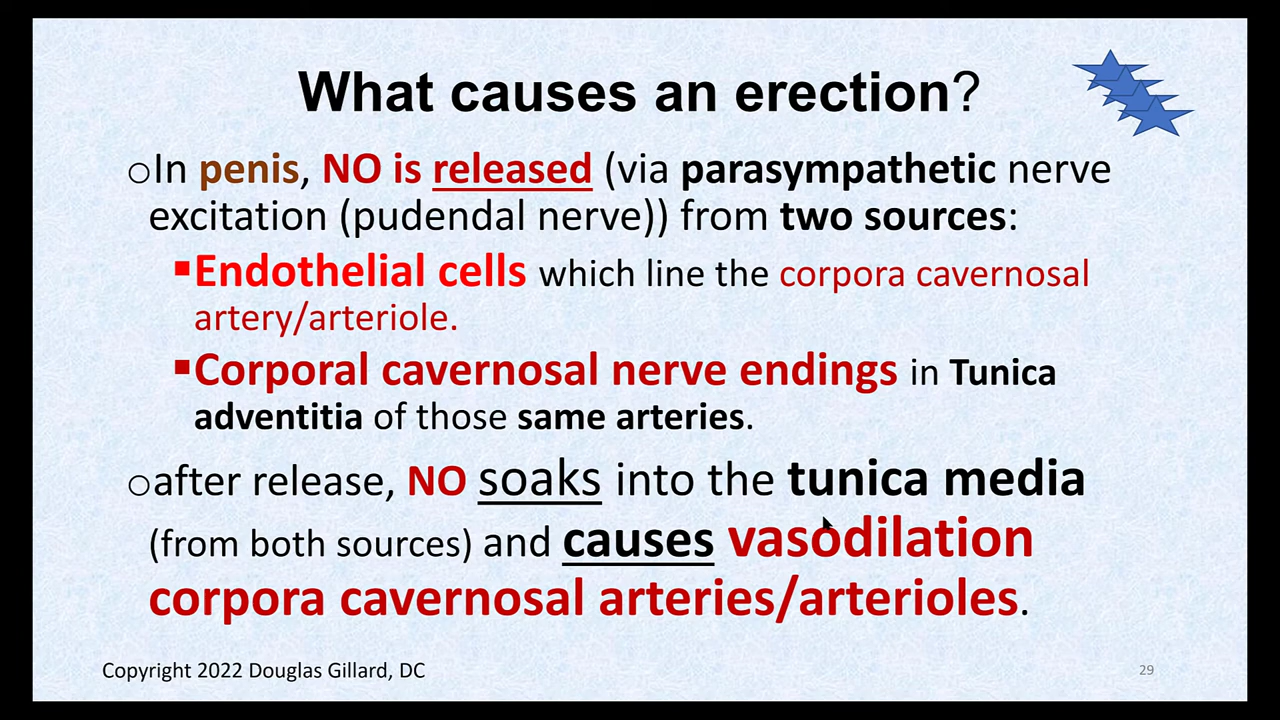 What causes an erection?
oIn penis, NO is released (via parasympathetic nerve
excitation (pudendal nerve)) from two sources:
▪Endothelial cells which line the corpora cavernosal
artery/arteriole.
▪Corporal cavernosal nerve endings in Tunica
adventitia of those same arteries.
oafter release, NO soaks into the tunica media
(from both sources) and causes vasodilation
corpora cavernosal arteries/arterioles.
Copyright 2022 Douglas Gillard, DC
29